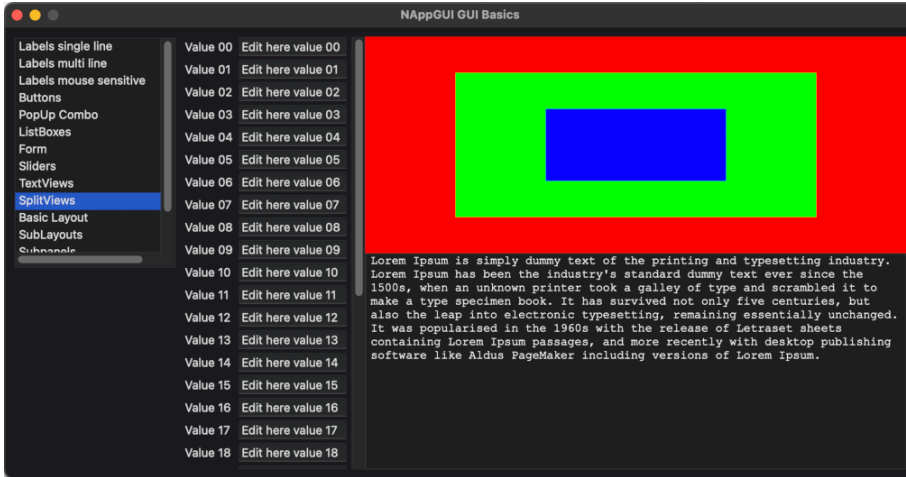 NAppGUI GUI Basics
Labels single line
Labels multi line
Labels mouse sensitive
Buttons
PopUp Combo
ListBoxes
Form
Sliders
TextViews
SplitViews
Basic Layout
SubLayouts
Subpanels
Value 00 Edit here value 00
Value 01 Edit here value 01
Value 02 Edit here value 02
Value 03 Edit here value 03
Value 04 Edit here value 04
Value 05 Edit here value 05
Value 06 Edit here value 06
Value 07 Edit here value 07
Value 08 Edit here value 08
Value 09 Edit here value 09
Value 10 Edit here value 10
Value 11 Edit here value 11
Value 12 Edit here value 12
Value 13 Edit here value 13
Value 14 Edit here value 14
Value 15 Edit here value 15
Value 16 Edit here value 16
Value 17 Edit here value 17
Value 18 Edit here value 18
Lorem Ipsum is simply dummy text of the printing and typesetting industry.
Lorem Ipsum has been the industry's standard dummy text ever since the
1500s, when an unknown printer took a galley of type and scrambled it to
make a type specimen book. It has survived not only five centuries, but
also the leap into electronic typesetting, remaining essentially unchanged.
It was popularised in the 1960s with the release of Letraset sheets
containing Lorem Ipsum passages, and more recently with desktop publishing
software like Aldus PageMaker including versions of Lorem Ipsum.